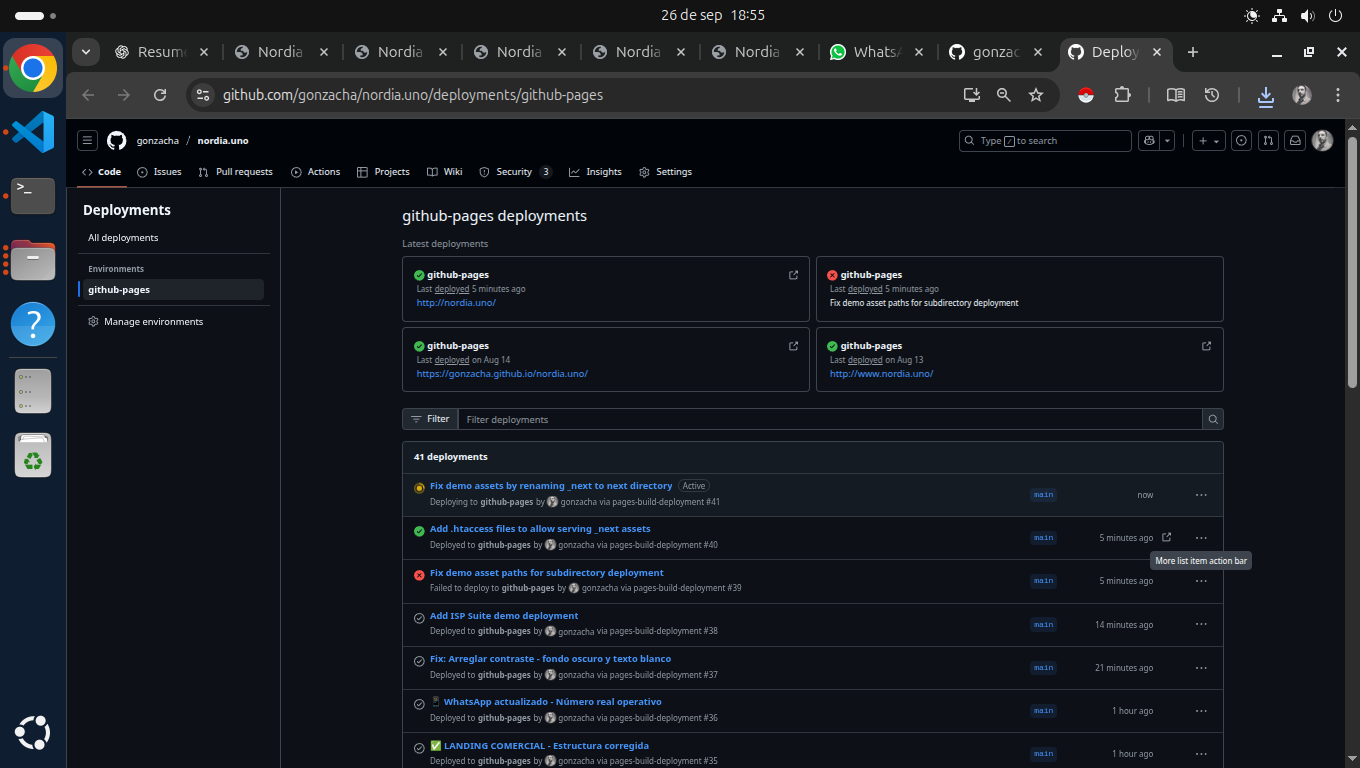 26 de sep 18:55
Resum
Nordia
Nordia
Nordia
Nordia
Nordia
WhatsA
gonzac
Deploy
github.com/gonzacha/nordia.uno/deployments/github-pages
gonzacha / nordia.uno
Type / to search
Code
Issues
Pull requests
Actions
Projects
Wiki
Security 3
Insights
Settings
Deployments
All deployments
Environments
github-pages
Manage environments
github-pages deployments
Latest deployments
github-pages
Last deployed 5 minutes ago
http://nordia.uno/
github-pages
Last deployed 5 minutes ago
Fix demo asset paths for subdirectory deployment
github-pages
Last deployed on Aug 14
https://gonzacha.github.io/nordia.uno/
github-pages
Last deployed on Aug 13
http://www.nordia.uno/
Filter
Filter deployments
41 deployments
Fix demo assets by renaming _next to next directory Active
Deploying to github-pages by gonzacha via pages-build-deployment #41
main now
Add .htaccess files to allow serving _next assets
Deployed to github-pages by gonzacha via pages-build-deployment #40
main 5 minutes ago
More list item action bar
Fix demo asset paths for subdirectory deployment
Failed to deploy to github-pages by gonzacha via pages-build-deployment #39
main 5 minutes ago
Add ISP Suite demo deployment
Deployed to github-pages by gonzacha via pages-build-deployment #38
main 14 minutes ago
Fix: Arreglar contraste - fondo oscuro y texto blanco
Deployed to github-pages by gonzacha via pages-build-deployment #37
main 21 minutes ago
📱 WhatsApp actualizado - Número real operativo
Deployed to github-pages by gonzacha via pages-build-deployment #36
main 1 hour ago
✅ LANDING COMERCIAL - Estructura corregida
Deployed to github-pages by gonzacha via pages-build-deployment #35
main 1 hour ago